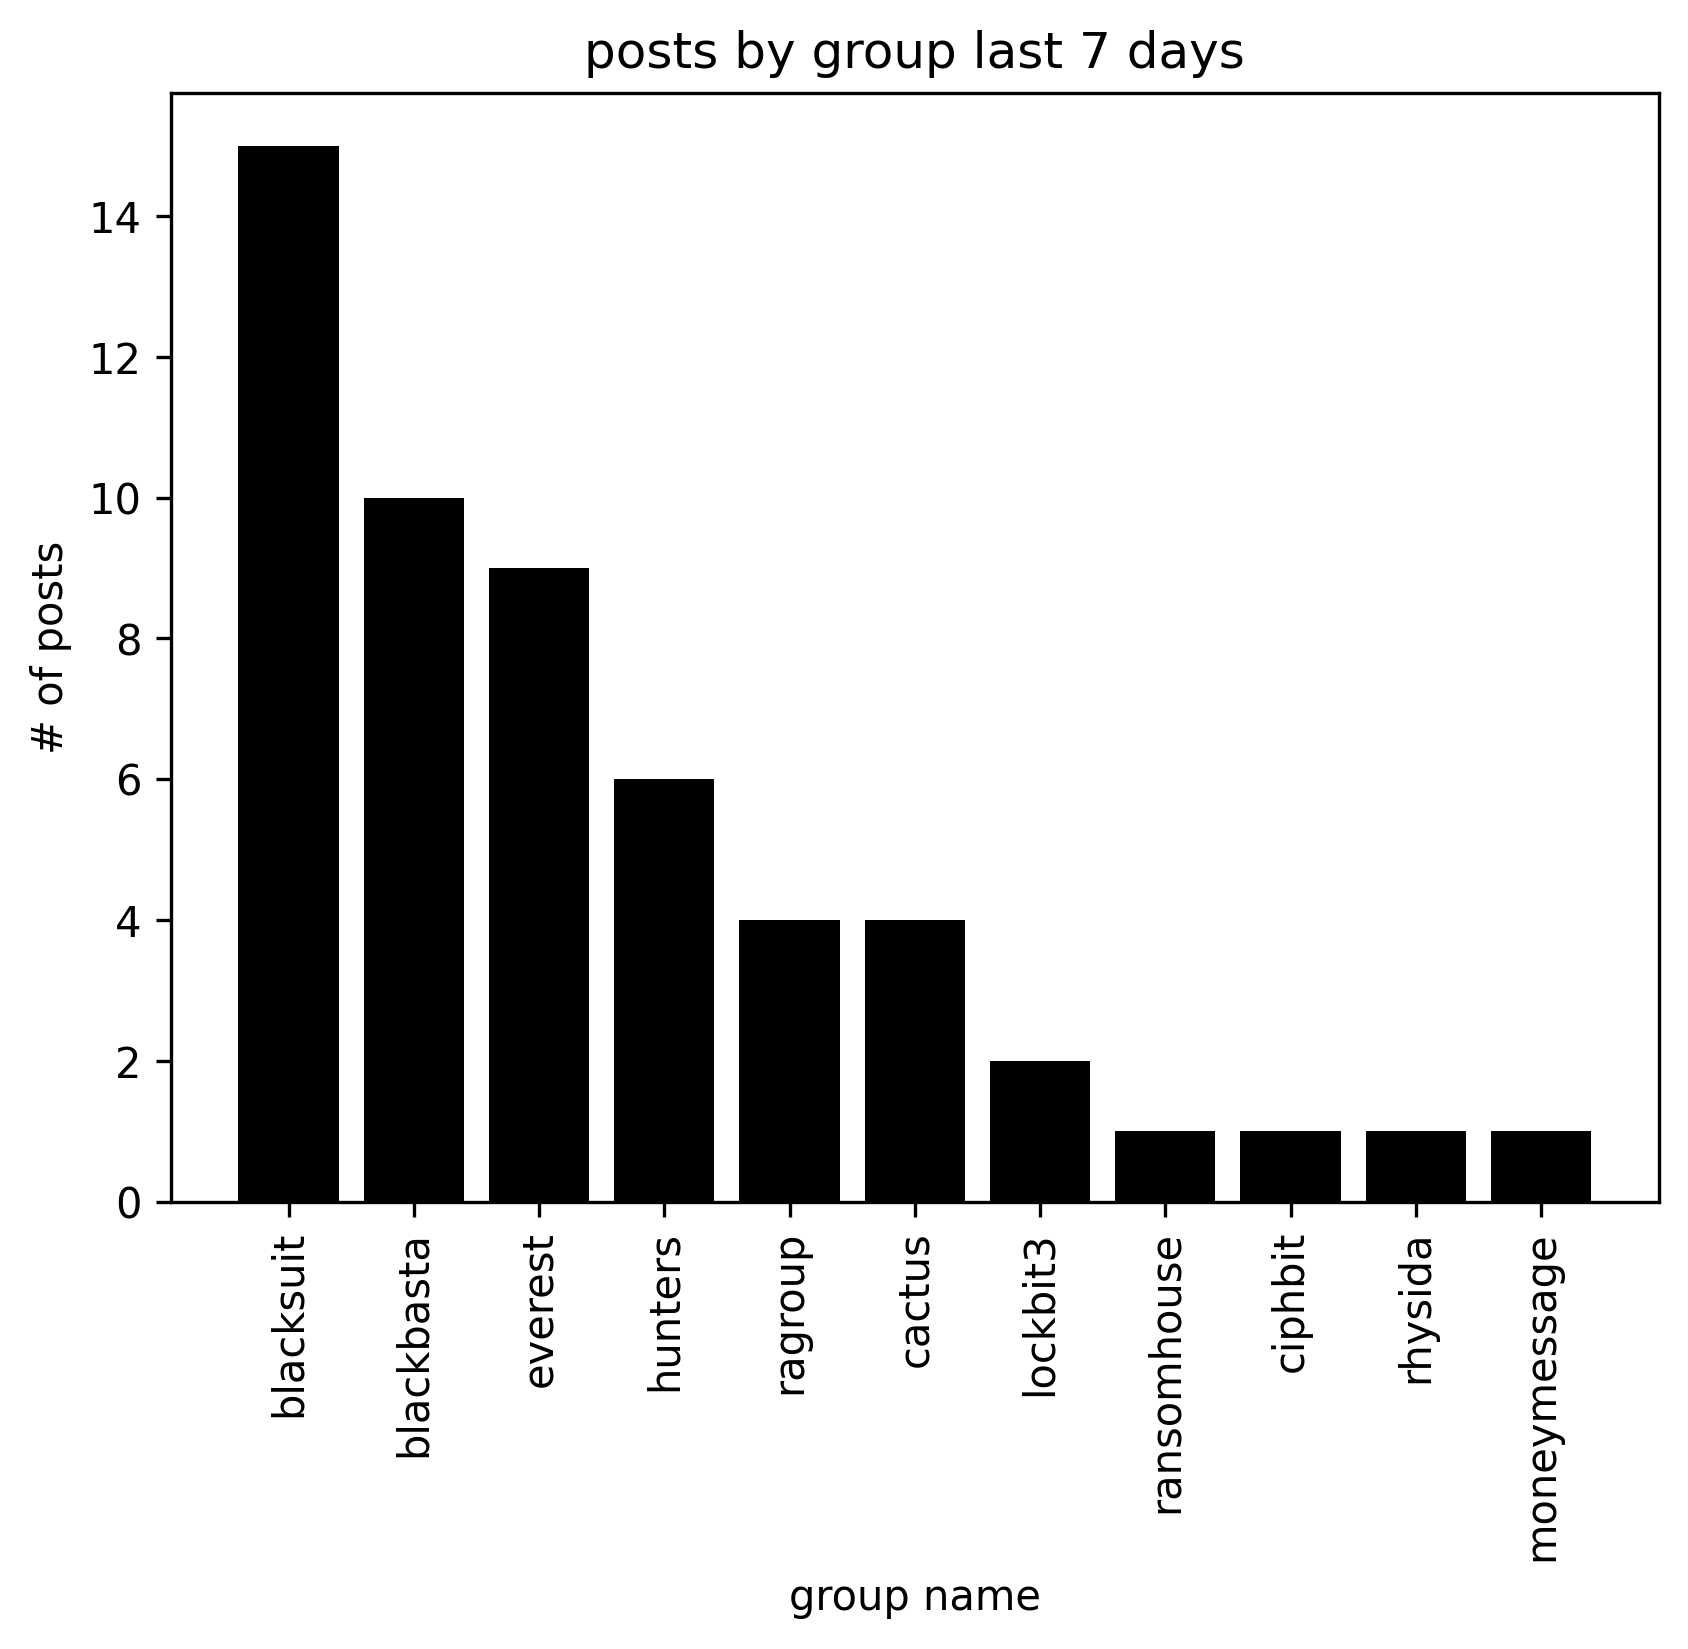 posts by group last 7 days
# of posts
14
12
10
8
6
4
2
0
blacksuit
blackbasta
everest
hunters
ragroup
cactus
lockbit3
ransomhouse
ciphbit
rhysida
moneymessage
group name